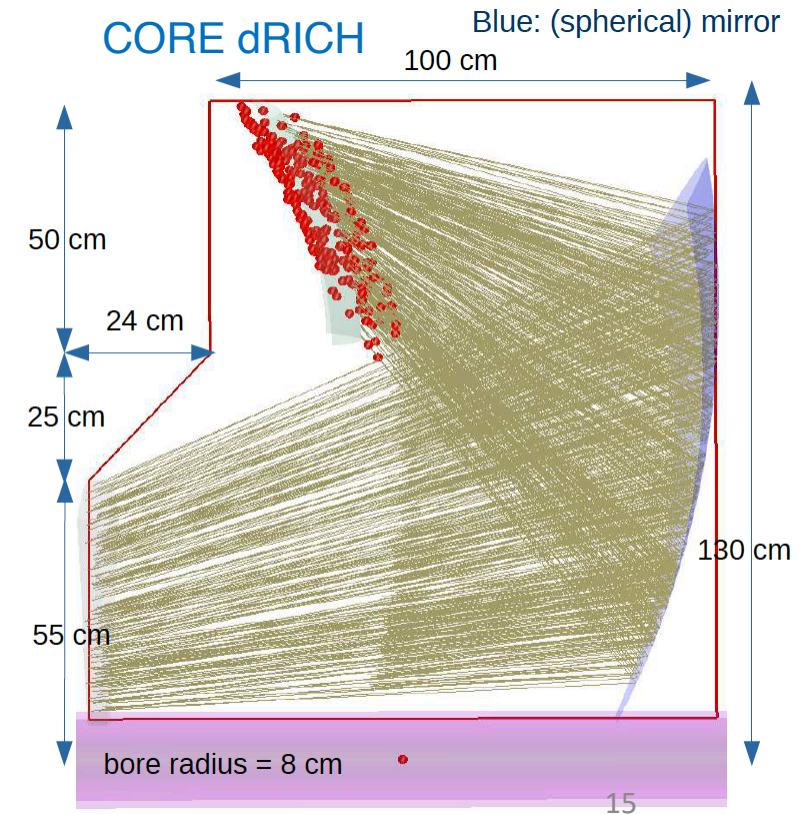 CORE dRICH
Blue: (spherical) mirror
100 cm
50 cm
24 cm
25 cm
130 cm
55 cm
bore radius = 8 cm
15